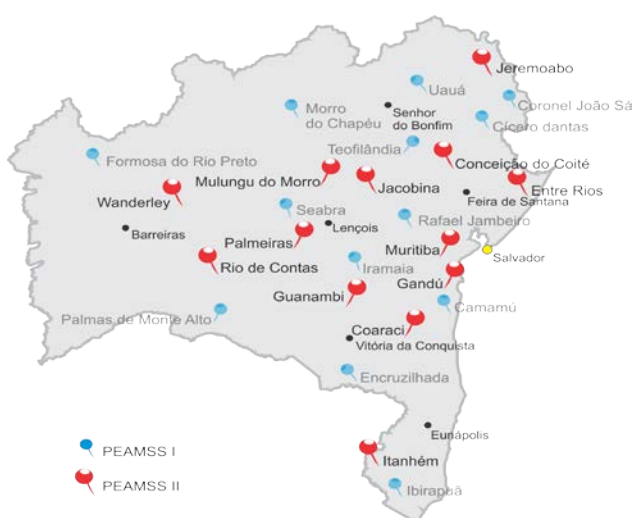 Jeremoabo
Uauá
Coronel João Sá
Morro
do Chapéu
Senhor
do Bonfim
Cícero dantas
Teofilândia
Formosa do Rio Preto
Conceição do Coité
Mulungu do Morro
Jacobina
Entre Rios
Wanderley
Feira de Santana
Seabra
Rafael Jambeiro
Barreiras
Lençois
Palmeiras
Muritiba
Salvador
Rio de Contas
Iramaia
Gandú
Guanambi
Camamú
Palmas de Monte Alto
Coaraci
Vitória da Conquista
Encruzilhada
Eunápolis
PEAMSS I
Itanhém
PEAMSS II
Ibirapuã